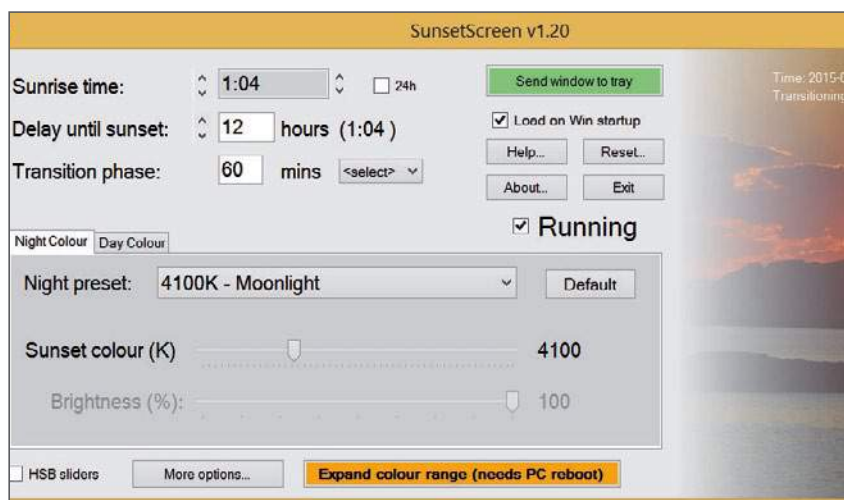 SunsetScreen v1.20
Sunrise time: 1:04 24h
Send window to tray
Time: 2015-0
Transitioning
Delay until sunset: 12 hours (1:04 )
Load on Win startup
Transition phase: 60 mins <select>
Help... Reset...
About... Exit
Running
Night Colour Day Colour
Night preset: 4100K - Moonlight Default
Sunset colour (K) 4100
Brightness (%): 100
HSB sliders More options... Expand colour range (needs PC reboot)